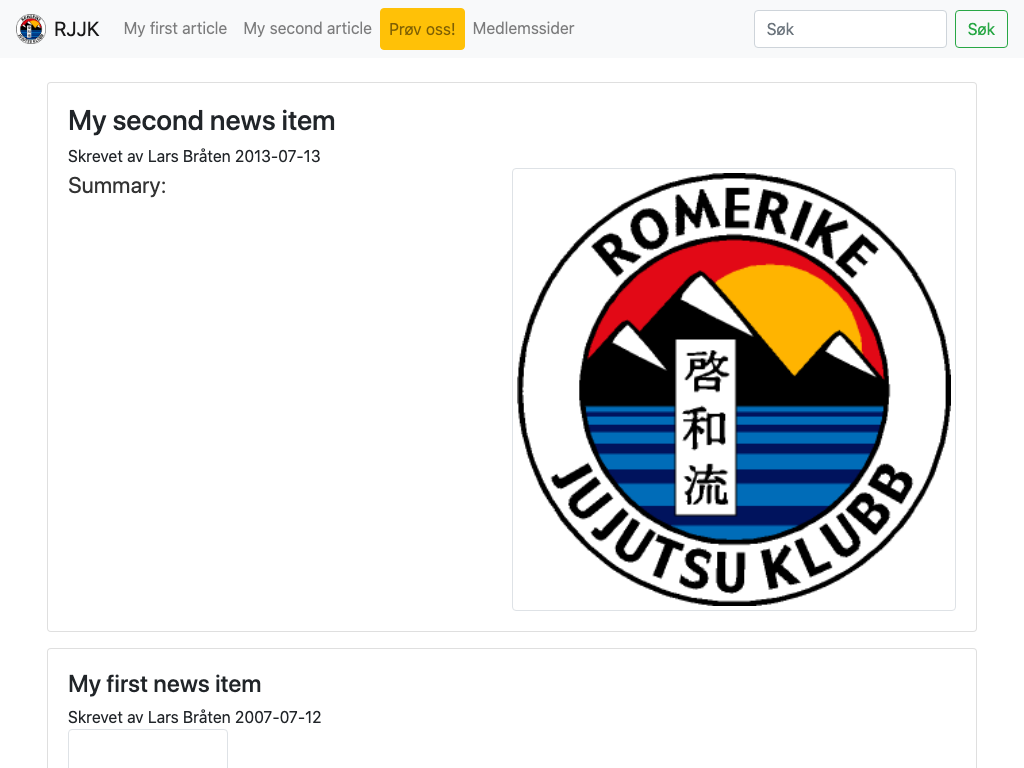 RJJK My first article My second article Prøv oss! Medlemssider Søk Søk
My second news item
Skrevet av Lars Bråten 2013-07-13
Summary:
ROMERIKE
啓
和
流
JUJUTSU KLUBB
My first news item
Skrevet av Lars Bråten 2007-07-12